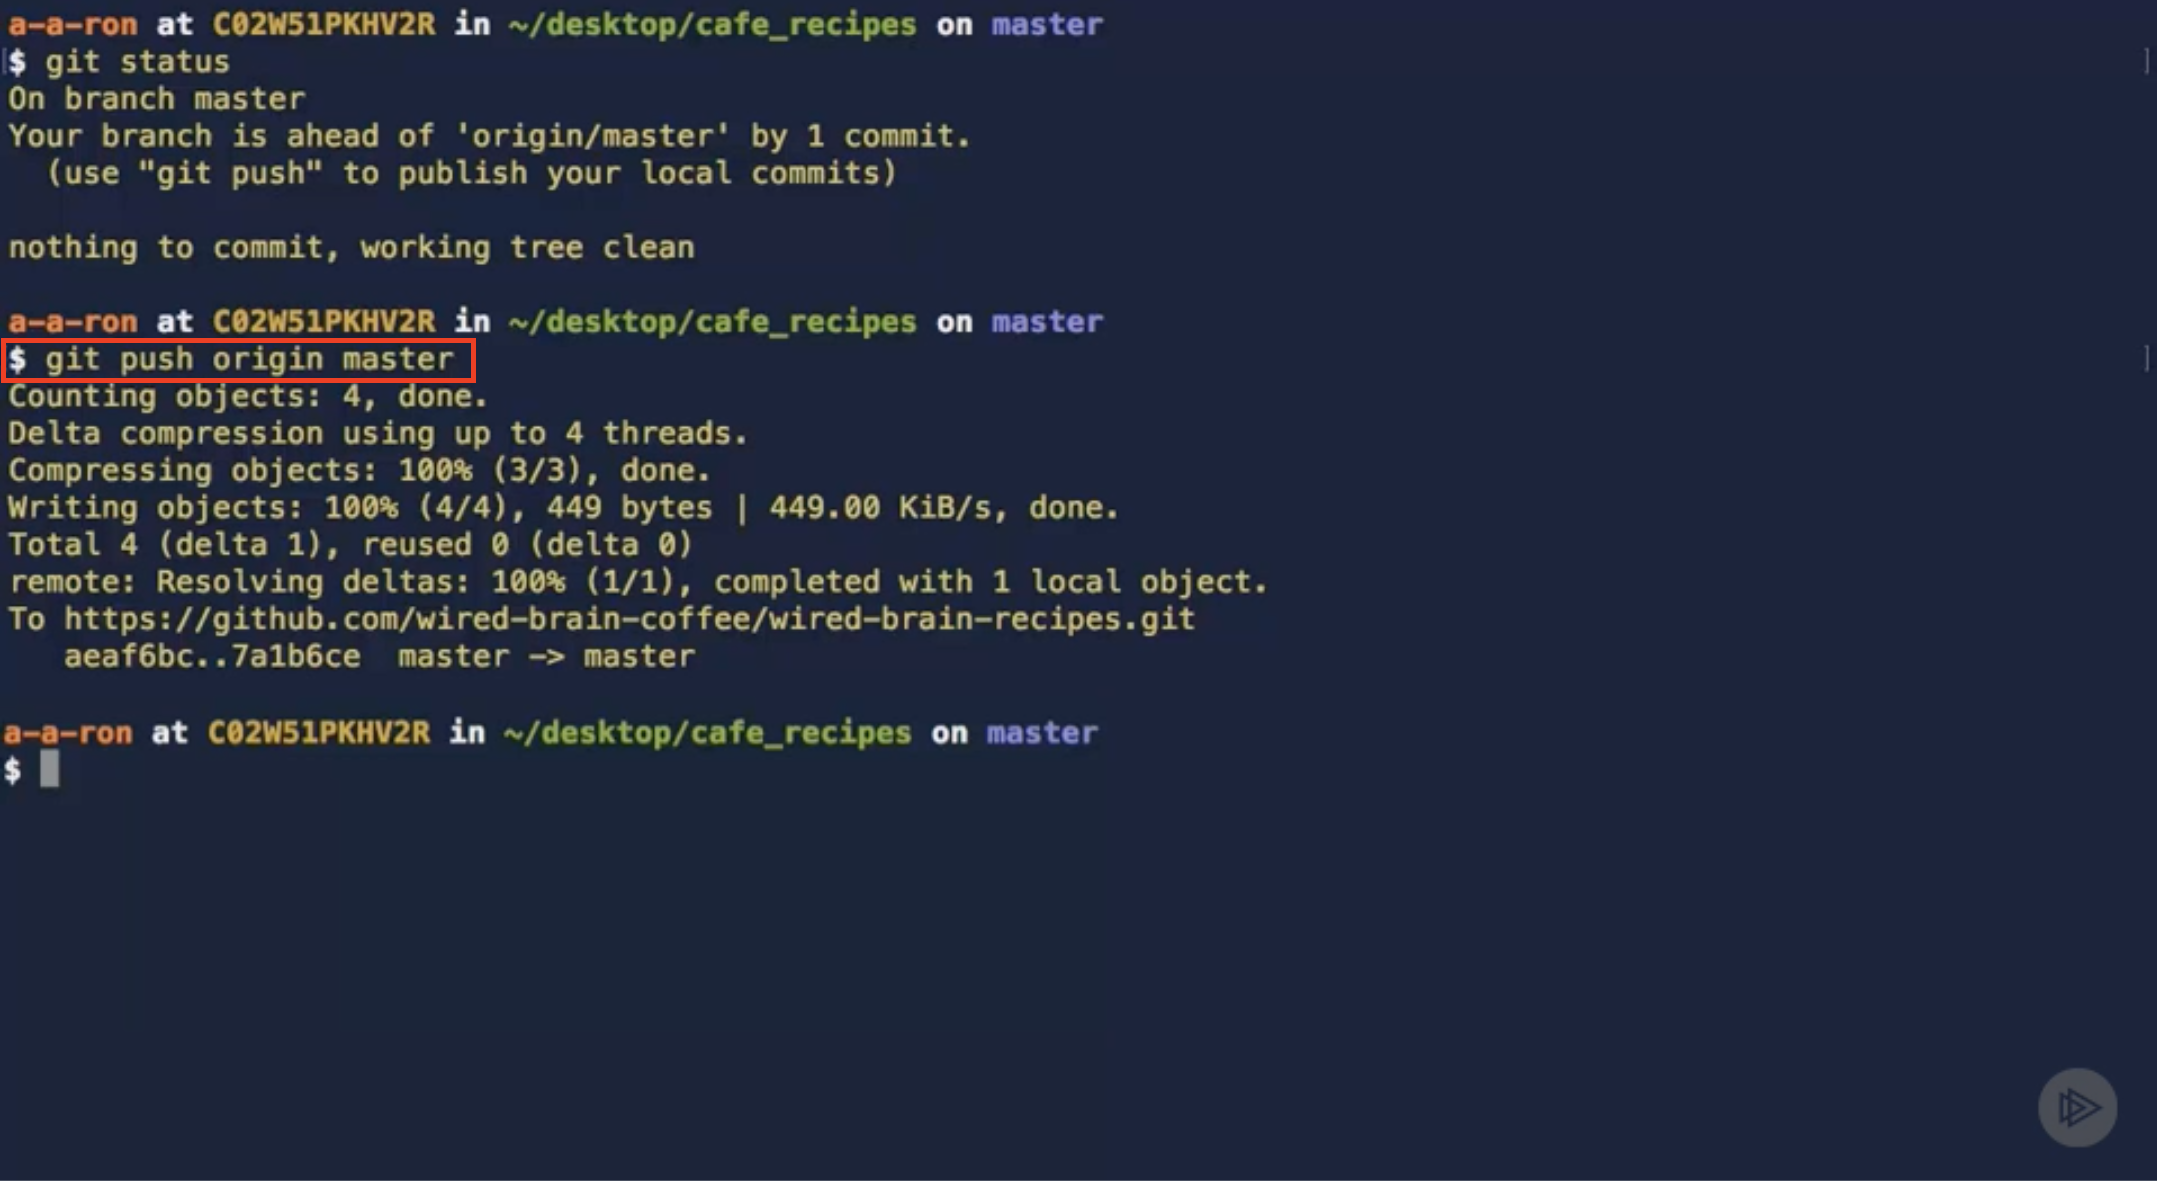 a-a-ron at C02W51PKHV2R in ~/desktop/cafe_recipes on master
$ git status
On branch master
Your branch is ahead of 'origin/master' by 1 commit.
  (use "git push" to publish your local commits)
nothing to commit, working tree clean
a-a-ron at C02W51PKHV2R in ~/desktop/cafe_recipes on master
$ git push origin master
Counting objects: 4, done.
Delta compression using up to 4 threads.
Compressing objects: 100% (3/3), done.
Writing objects: 100% (4/4), 449 bytes | 449.00 KiB/s, done.
Total 4 (delta 1), reused 0 (delta 0)
remote: Resolving deltas: 100% (1/1), completed with 1 local object.
To https://github.com/wired-brain-coffee/wired-brain-recipes.git
   aeaf6bc..7a1b6ce  master -> master
a-a-ron at C02W51PKHV2R in ~/desktop/cafe_recipes on master
$